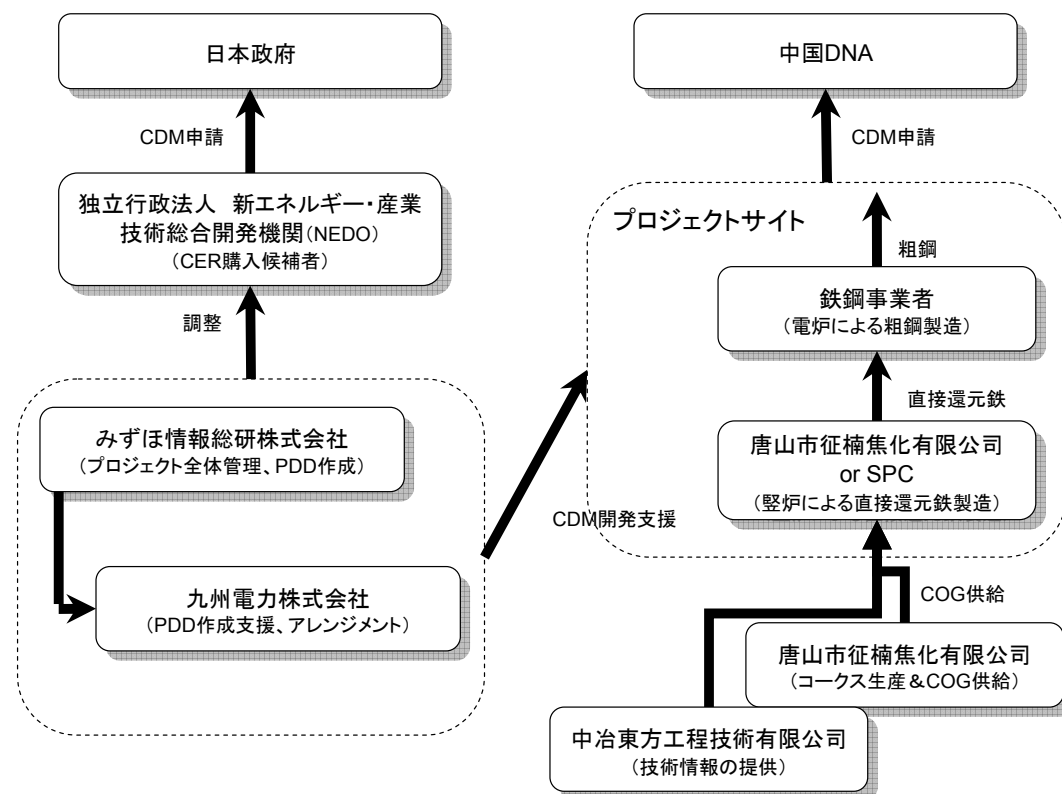 日本政府
CDM申請
独立行政法人 新エネルギー・産業
技術総合開発機関(NEDO)
(CER購入候補者)
調整
みずほ情報総研株式会社
(プロジェクト全体管理、PDD作成)
九州電力株式会社
(PDD作成支援、アレンジメント)
CDM開発支援
中国DNA
CDM申請
プロジェクトサイト
粗鋼
鉄鋼事業者
(電炉による粗鋼製造)
直接還元鉄
唐山市征楠焦化有限公司
or SPC
(竪炉による直接還元鉄製造)
COG供給
唐山市征楠焦化有限公司
(コークス生産&COG供給)
中冶東方工程技術有限公司
(技術情報の提供)